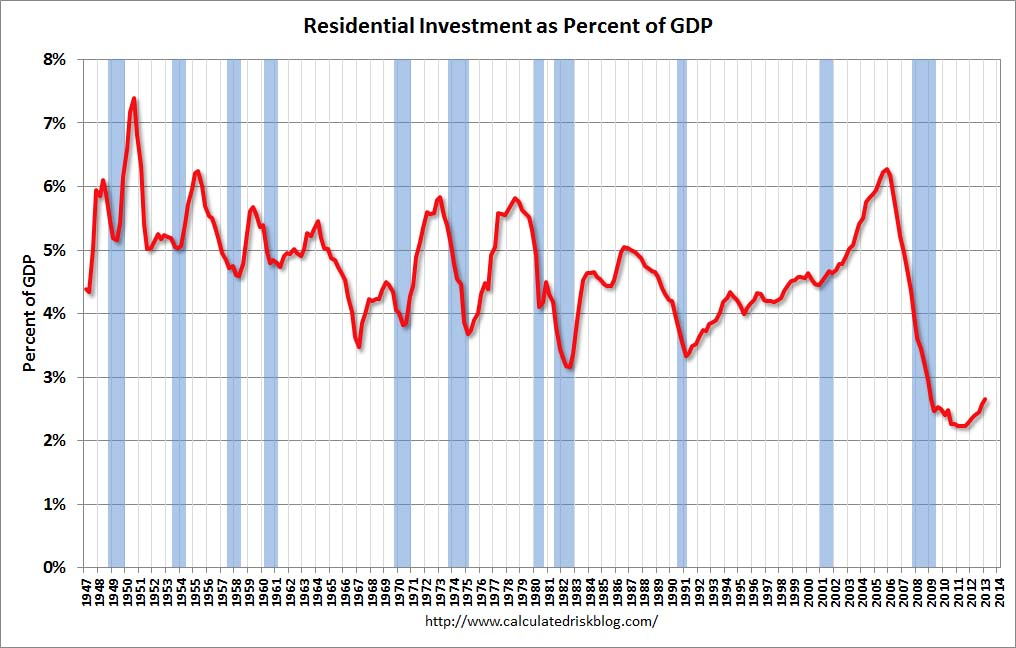 Residential Investment as Percent of GDP
8%
7%
6%
5%
4%
3%
2%
1%
0%
Percent of GDP
1947 1948 1949 1950 1951 1952 1953 1954 1955 1956 1957 1958 1959 1960 1961 1962 1963 1964 1965 1966 1967 1968 1969 1970 1971 1972 1973 1974 1975 1976 1977 1978 1979 1980 1981 1982 1983 1984 1985 1986 1987 1988 1989 1990 1991 1992 1993 1994 1995 1996 1997 1998 1999 2000 2001 2002 2003 2004 2005 2006 2007 2008 2009 2010 2011 2012 2013 2014
http://www.calculatedriskblog.com/